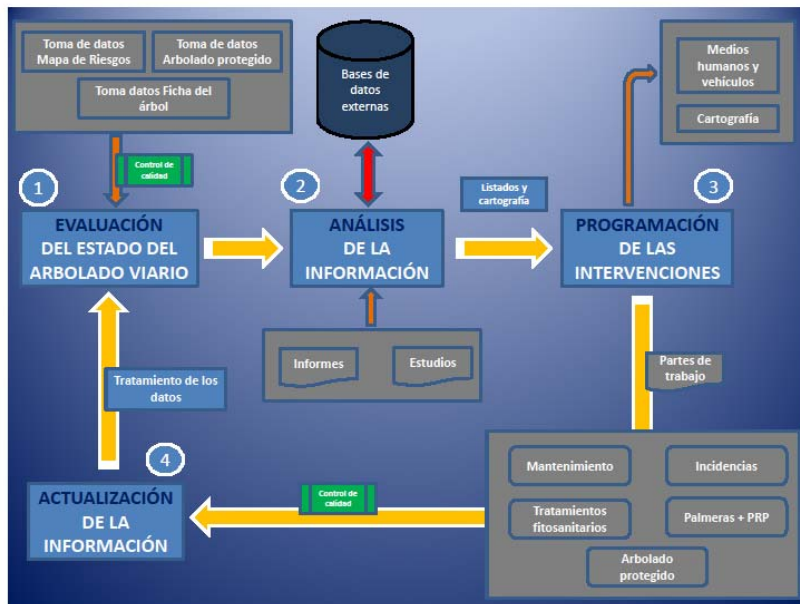 Toma de datos
Mapa de Riesgos
Toma de datos
Arbolado protegido
Toma datos Ficha del
árbol
Bases de
datos
externas
Medios
humanos y
vehículos
Cartografía
Control de
calidad
1
2
3
Listados y
cartografía
EVALUACIÓN
DEL ESTADO DEL
ARBOLADO VIARIO
ANÁLISIS
DE LA
INFORMACIÓN
PROGRAMACIÓN
DE LAS
INTERVENCIONES
Informes
Estudios
Partes de
trabajo
Tratamiento de los
datos
4
Mantenimiento
Incidencias
Tratamientos
fitosanitarios
Palmeras + PRP
Arbolado
protegido
Control de
calidad
ACTUALIZACIÓN
DE LA
INFORMACIÓN